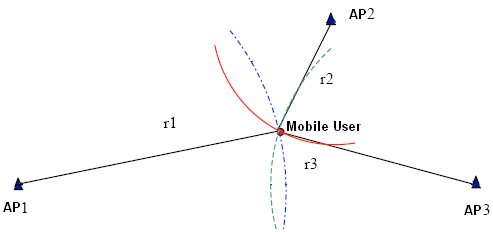 AP2
r2
r1
Mobile User
r3
AP1
AP3